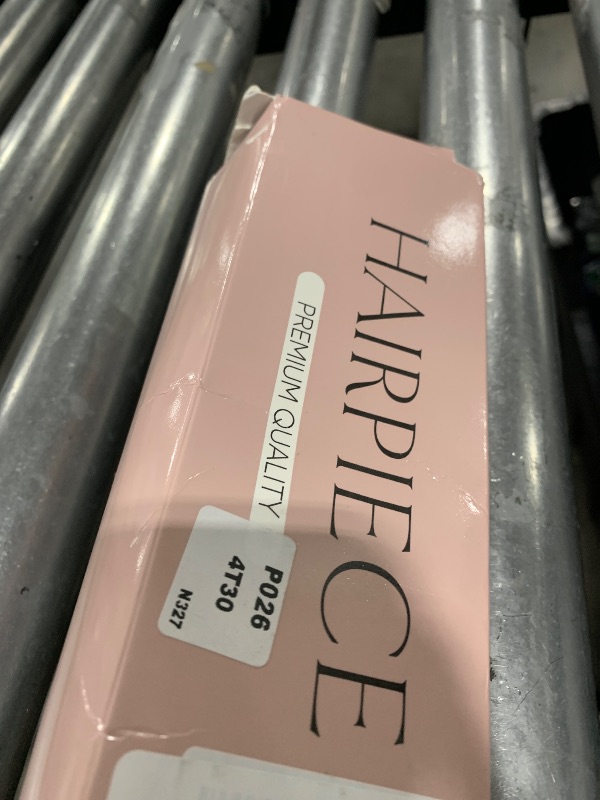 HAIRPIECE
PREMIUM QUALITY
P026
4T30
N327